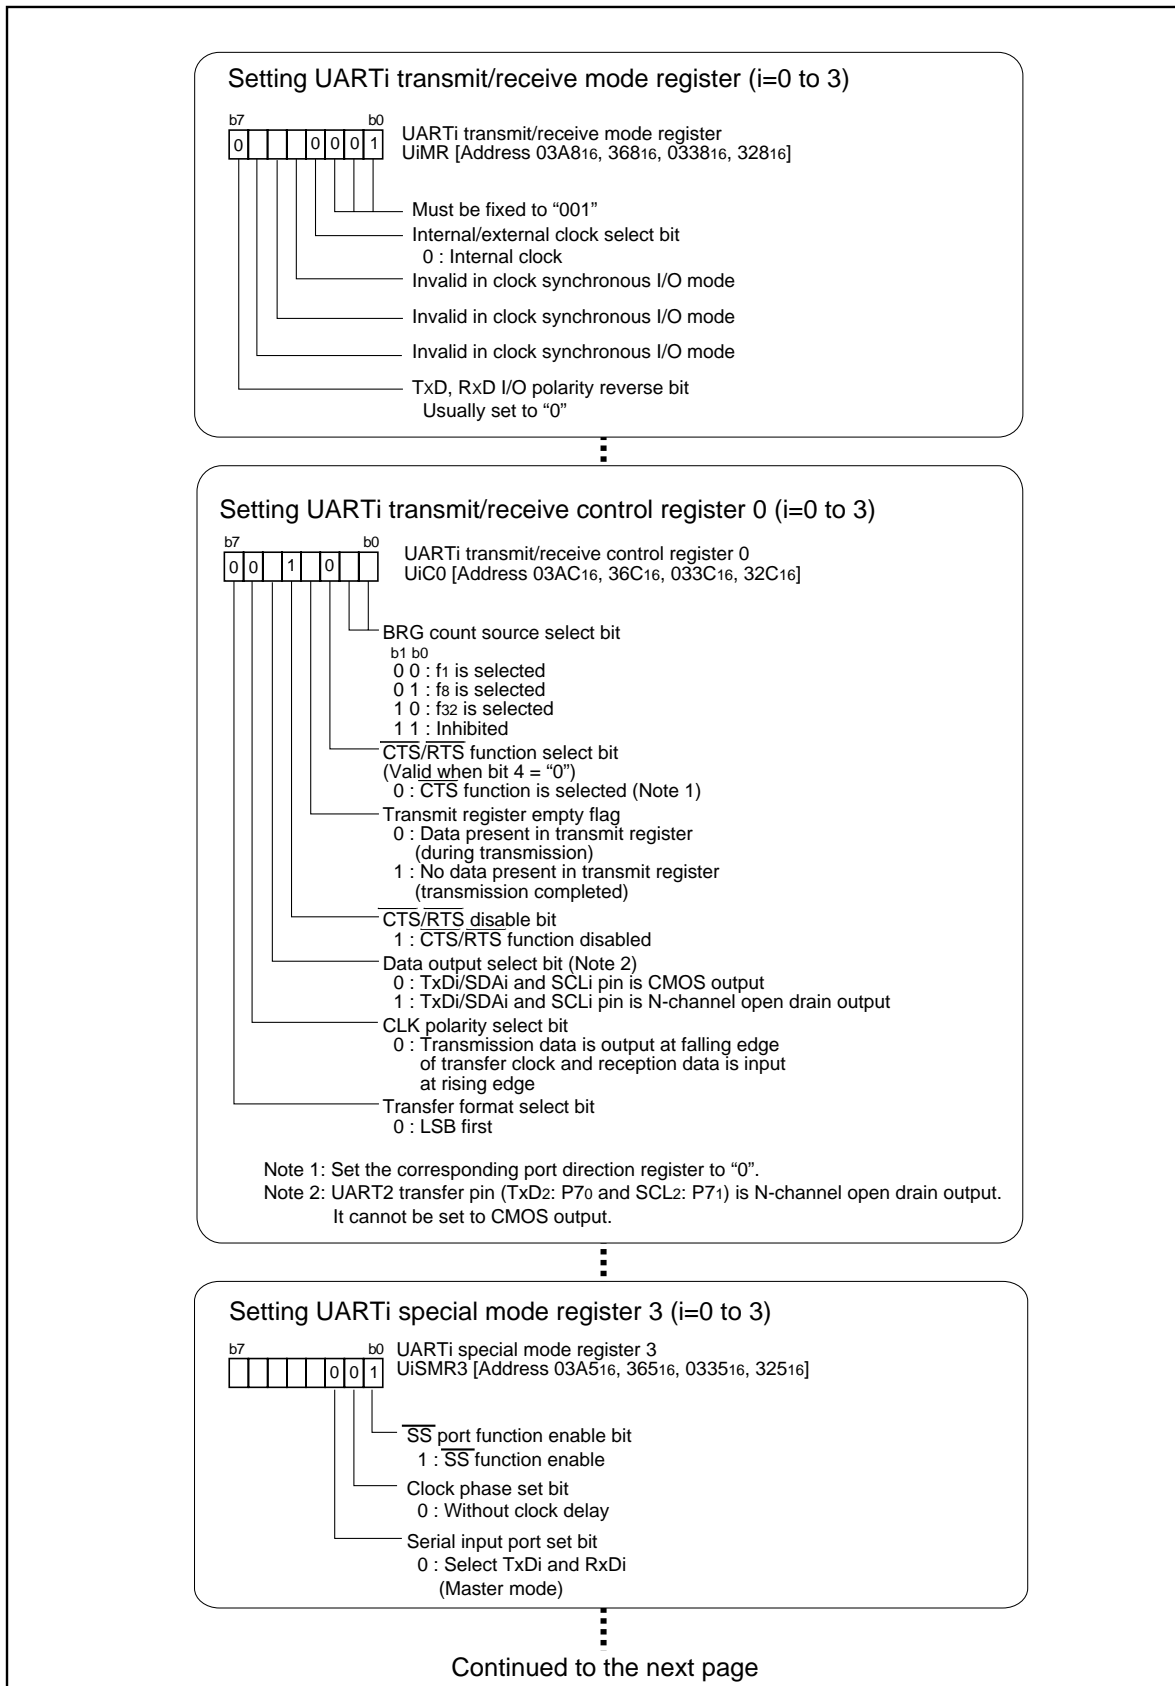 Setting UARTi transmit/receive mode register (i=0 to 3)
b7 b0
0 0 0 0 1
UARTi transmit/receive mode register
UiMR [Address 03A816, 36816, 033816, 32816]
Must be fixed to “001”
Internal/external clock select bit
0 : Internal clock
Invalid in clock synchronous I/O mode
Invalid in clock synchronous I/O mode
Invalid in clock synchronous I/O mode
TxD, RxD I/O polarity reverse bit
Usually set to “0”
Setting UARTi transmit/receive control register 0 (i=0 to 3)
b7 b0
0 0 1 0
UARTi transmit/receive control register 0
UiC0 [Address 03AC16, 36C16, 033C16, 32C16]
BRG count source select bit
b1 b0
0 0 : f1 is selected
0 1 : f8 is selected
1 0 : f32 is selected
1 1 : Inhibited
CTS/RTS function select bit
(Valid when bit 4 = “0”)
0 : CTS function is selected (Note 1)
Transmit register empty flag
0 : Data present in transmit register
(during transmission)
1 : No data present in transmit register
(transmission completed)
CTS/RTS disable bit
1 : CTS/RTS function disabled
Data output select bit (Note 2)
0 : TxDi/SDAi and SCLi pin is CMOS output
1 : TxDi/SDAi and SCLi pin is N-channel open drain output
CLK polarity select bit
0 : Transmission data is output at falling edge
of transfer clock and reception data is input
at rising edge
Transfer format select bit
0 : LSB first
Note 1: Set the corresponding port direction register to “0”.
Note 2: UART2 transfer pin (TxD2: P70 and SCL2: P71) is N-channel open drain output.
It cannot be set to CMOS output.
Setting UARTi special mode register 3 (i=0 to 3)
b7 b0
0 0 1
UARTi special mode register 3
UiSMR3 [Address 03A516, 36516, 033516, 32516]
SS port function enable bit
1 : SS function enable
Clock phase set bit
0 : Without clock delay
Serial input port set bit
0 : Select TxDi and RxDi
(Master mode)
Continued to the next page